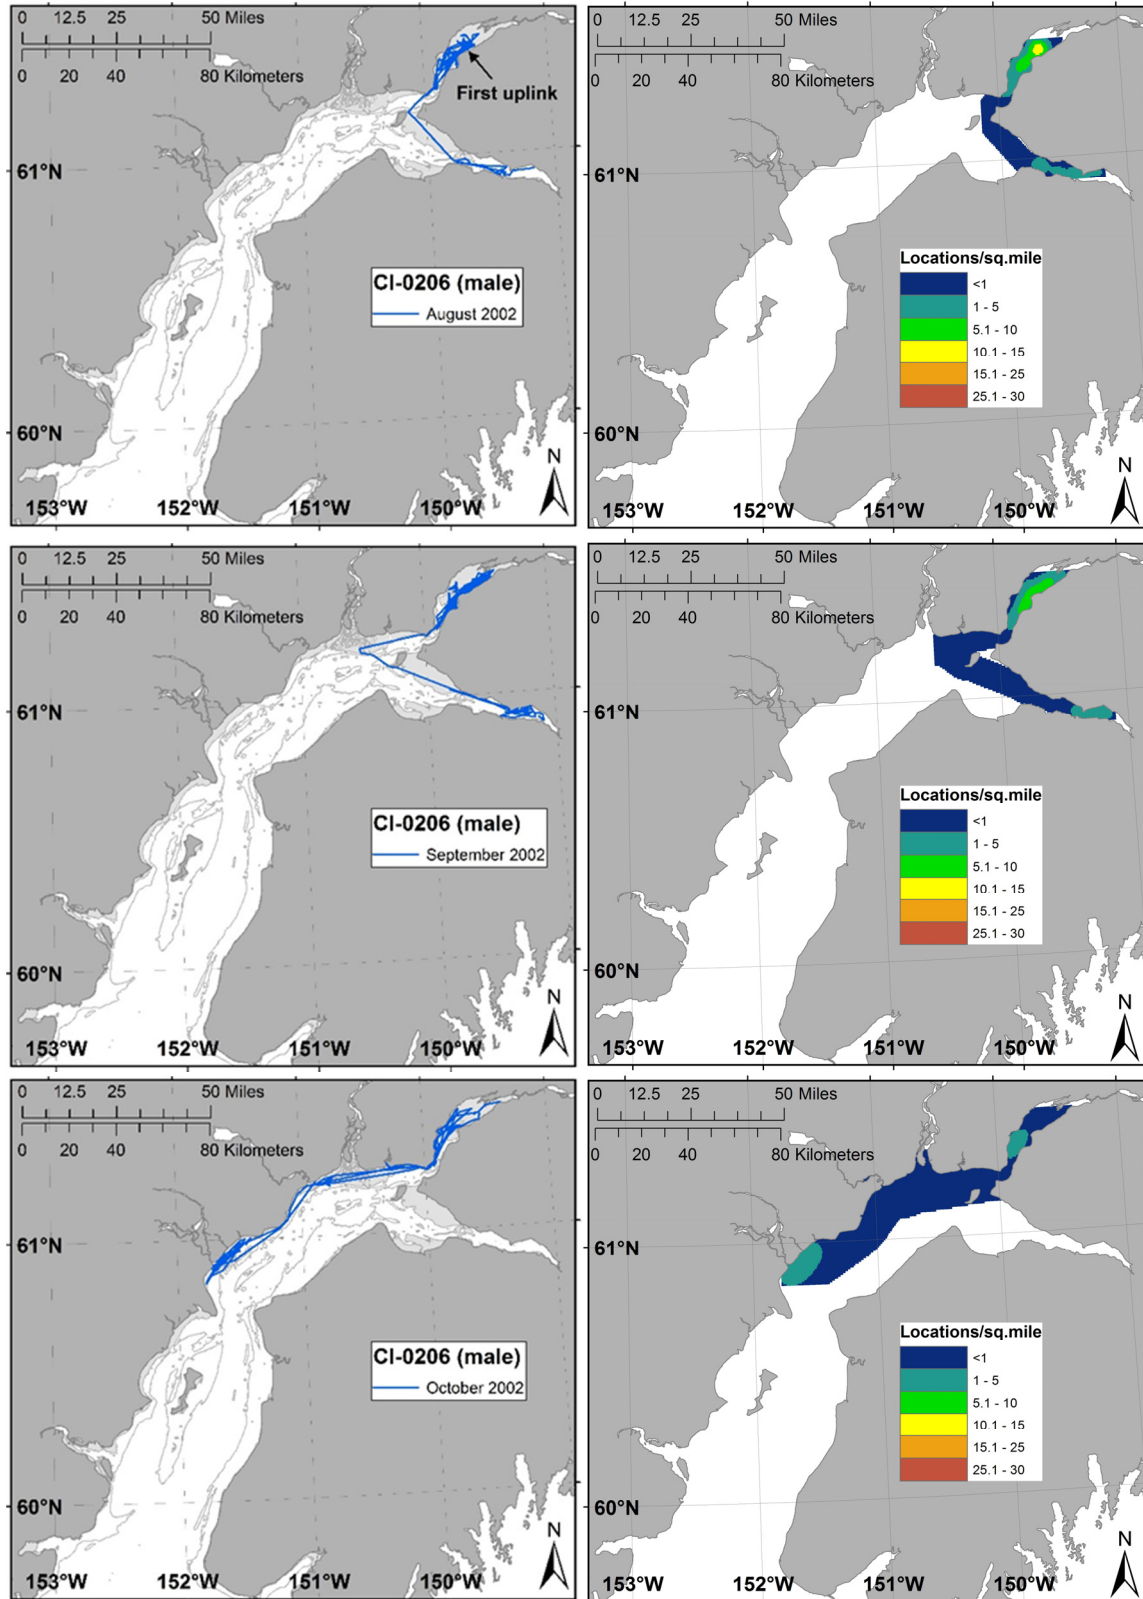 0 12.5 25 50 Miles
0 20 40 80 Kilometers
First uplink
61°N
CI-0206 (male)
August 2002
60°N
N
153°W 152°W 151°W 150°W
0 12.5 25 50 Miles
0 20 40 80 Kilometers
61°N
Locations/sq.mile
<1
1 - 5
5.1 - 10
10.1 - 15
15.1 - 25
25.1 - 30
60°N
N
153°W 152°W 151°W 150°W
0 12.5 25 50 Miles
0 20 40 80 Kilometers
61°N
CI-0206 (male)
September 2002
60°N
N
153°W 152°W 151°W 150°W
0 12.5 25 50 Miles
0 20 40 80 Kilometers
61°N
Locations/sq.mile
<1
1 - 5
5.1 - 10
10.1 - 15
15.1 - 25
25.1 - 30
60°N
N
153°W 152°W 151°W 150°W
0 12.5 25 50 Miles
0 20 40 80 Kilometers
61°N
CI-0206 (male)
October 2002
60°N
N
153°W 152°W 151°W 150°W
0 12.5 25 50 Miles
0 20 40 80 Kilometers
61°N
Locations/sq.mile
<1
1 - 5
5.1 - 10
10.1 - 15
15.1 - 25
25.1 - 30
60°N
N
153°W 152°W 151°W 150°W